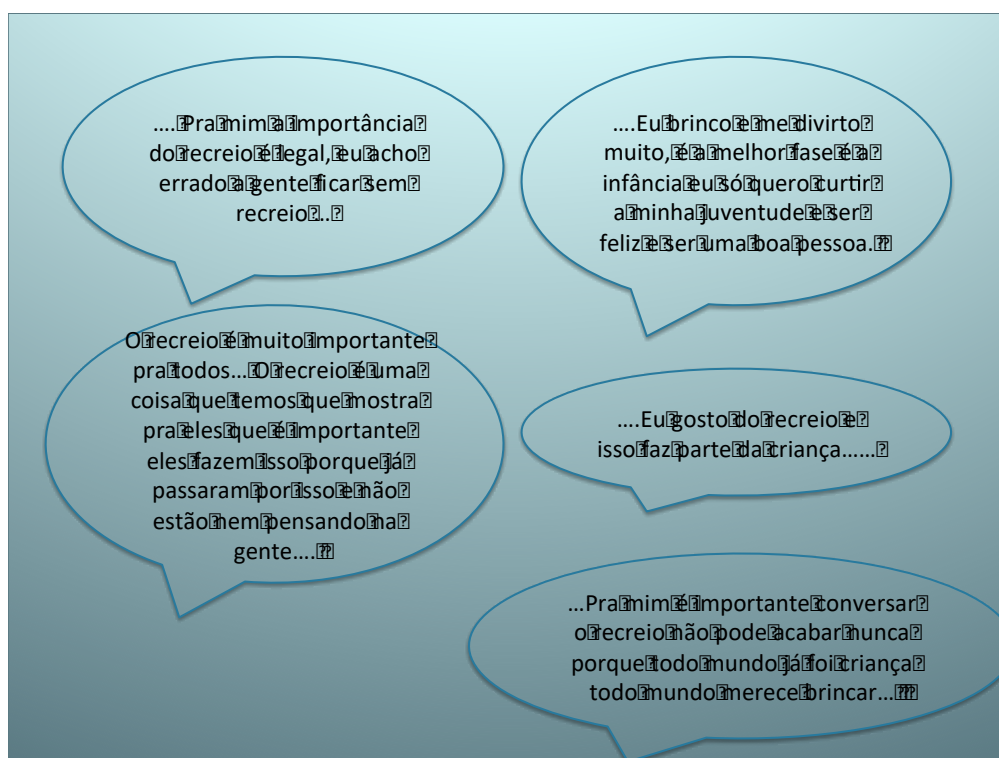 .... Pra mim a importância
do recreio é legal, eu acho
errado a gente ficar sem
recreio ...
....Eu brinco e me divirto
muito, é a melhor fase é a
infância eu só quero curtir
a minha juventude e ser
feliz e ser uma boa pessoa.
O recreio é muito importante
pra todos... O recreio é uma
coisa que temos que mostra
pra eles que é importante
eles fazem isso porque já
passaram por isso e não
estão nem pensando na
gente....
....Eu gosto do recreio e
isso faz parte da criança......
...Pra mim é importante conversar
o recreio não pode acabar nunca
porque todo mundo já foi criança
todo mundo merece brincar...